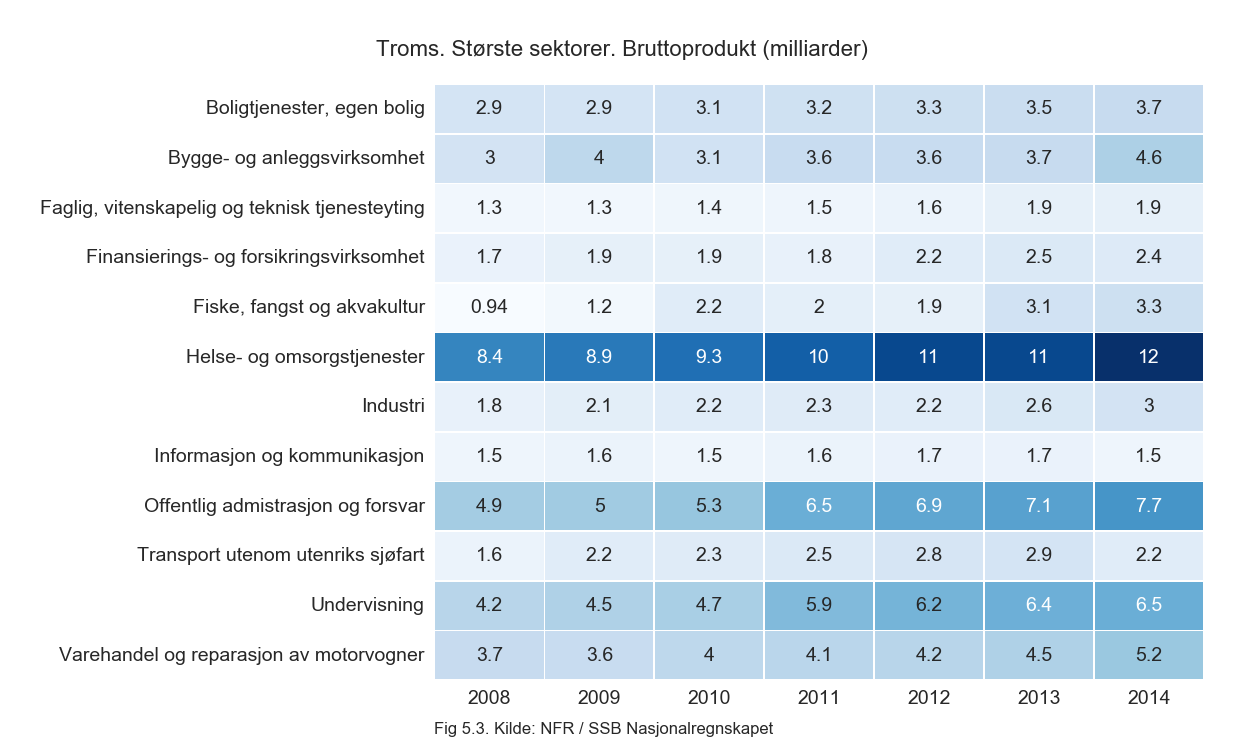 Troms. Største sektorer. Bruttoprodukt (milliarder)
Boligtjenester, egen bolig 2.9 2.9 3.1 3.2 3.3 3.5 3.7
Bygge- og anleggsvirksomhet 3 4 3.1 3.6 3.6 3.7 4.6
Faglig, vitenskapelig og teknisk tjenesteyting 1.3 1.3 1.4 1.5 1.6 1.9 1.9
Finansierings- og forsikringsvirksomhet 1.7 1.9 1.9 1.8 2.2 2.5 2.4
Fiske, fangst og akvakultur 0.94 1.2 2.2 2 1.9 3.1 3.3
Helse- og omsorgstjenester 8.4 8.9 9.3 10 11 11 12
Industri 1.8 2.1 2.2 2.3 2.2 2.6 3
Informasjon og kommunikasjon 1.5 1.6 1.5 1.6 1.7 1.7 1.5
Offentlig admistrasjon og forsvar 4.9 5 5.3 6.5 6.9 7.1 7.7
Transport utenom utenriks sjøfart 1.6 2.2 2.3 2.5 2.8 2.9 2.2
Undervisning 4.2 4.5 4.7 5.9 6.2 6.4 6.5
Varehandel og reparasjon av motorvogner 3.7 3.6 4 4.1 4.2 4.5 5.2
2008 2009 2010 2011 2012 2013 2014
Fig 5.3. Kilde: NFR / SSB Nasjonalregnskapet